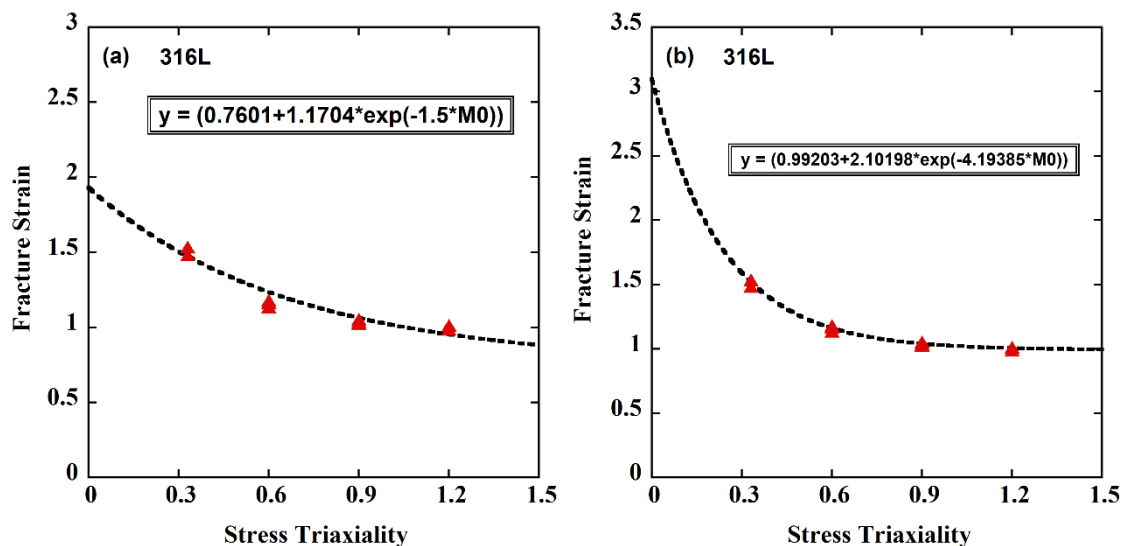 (a) 316L
y = (0.7601+1.1704*exp(-1.5*M0))
Fracture Strain
3
2.5
2
1.5
1
0.5
0
0 0.3 0.6 0.9 1.2 1.5
Stress Triaxiality
(b) 316L
y = (0.99203+2.10198*exp(-4.19385*M0))
Fracture Strain
3.5
3
2.5
2
1.5
1
0.5
0
0 0.3 0.6 0.9 1.2 1.5
Stress Triaxiality